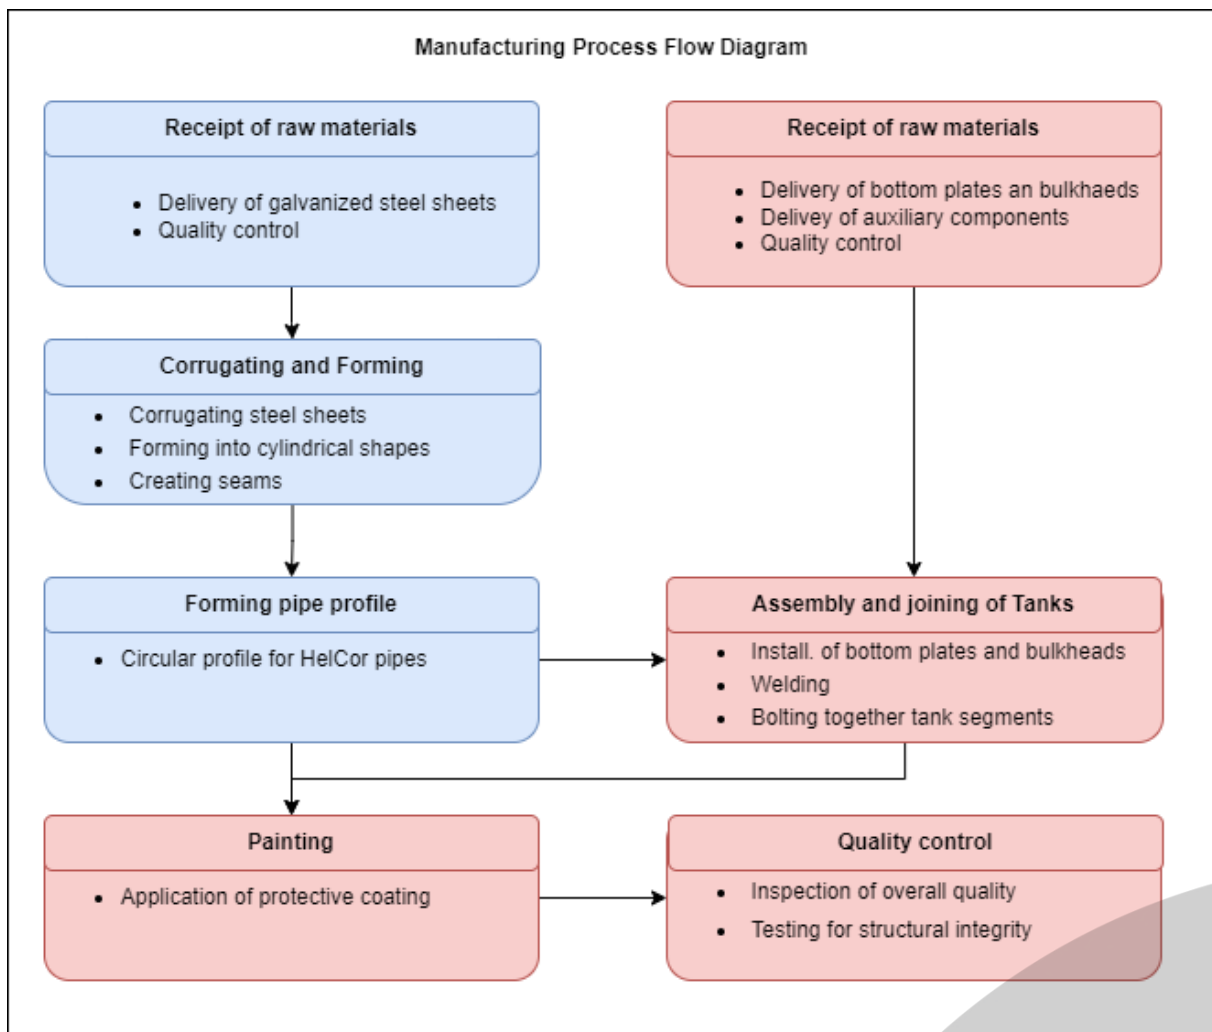 Manufacturing Process Flow Diagram
Receipt of raw materials
• Delivery of galvanized steel sheets
• Quality control
Receipt of raw materials
• Delivery of bottom plates an bulkhaeds
• Delivey of auxiliary components
• Quality control
Corrugating and Forming
• Corrugating steel sheets
• Forming into cylindrical shapes
• Creating seams
Forming pipe profile
• Circular profile for HelCor pipes
Assembly and joining of Tanks
• Install. of bottom plates and bulkheads
• Welding
• Bolting together tank segments
Painting
• Application of protective coating
Quality control
• Inspection of overall quality
• Testing for structural integrity